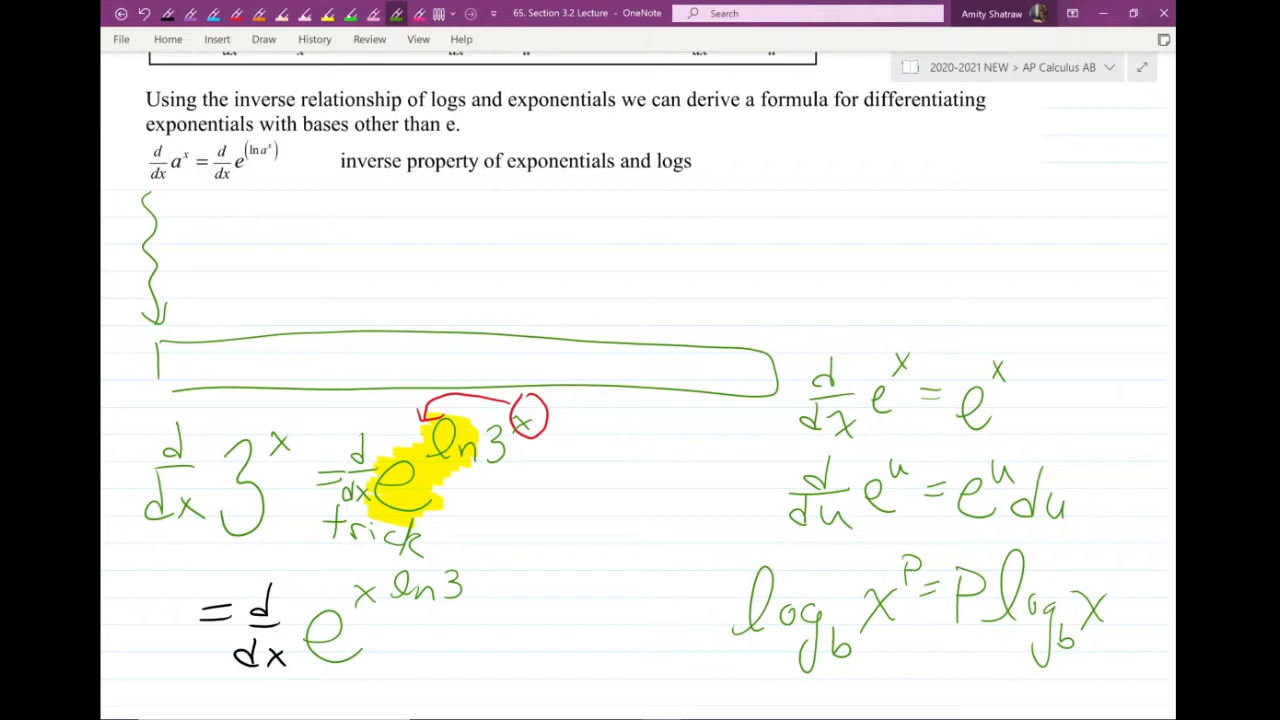 65. Section 3.2 Lecture - OneNote
Search
Amity Shatraw
File Home Insert Draw History Review View Help
2020-2021 NEW > AP Calculus AB
Using the inverse relationship of logs and exponentials we can derive a formula for differentiating
exponentials with bases other than e.
d/dx a^x = d/dx e^(ln a^x) inverse property of exponentials and logs
d/dx e^x = e^x
d/dx 3^x = d/dx e^ln 3^x
trick
d/du e^u = e^u du
= d/dx e^x ln 3
log_b x^p = p log_b x